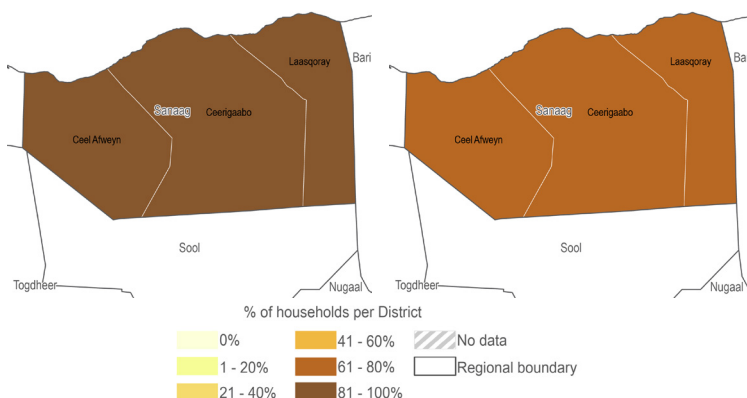 Laasqoray
Bari
Sanaag
Ceerigaabo
Ceel Afweyn
Sool
Togdheer
Nugaal
Laasqoray
Ba
Sanaag
Ceerigaabo
Ceel Afweyn
Sool
Togdheer
Nugaal
% of households per District
0%
41 - 60%
No data
1 - 20%
61 - 80%
Regional boundary
21 - 40%
81 - 100%